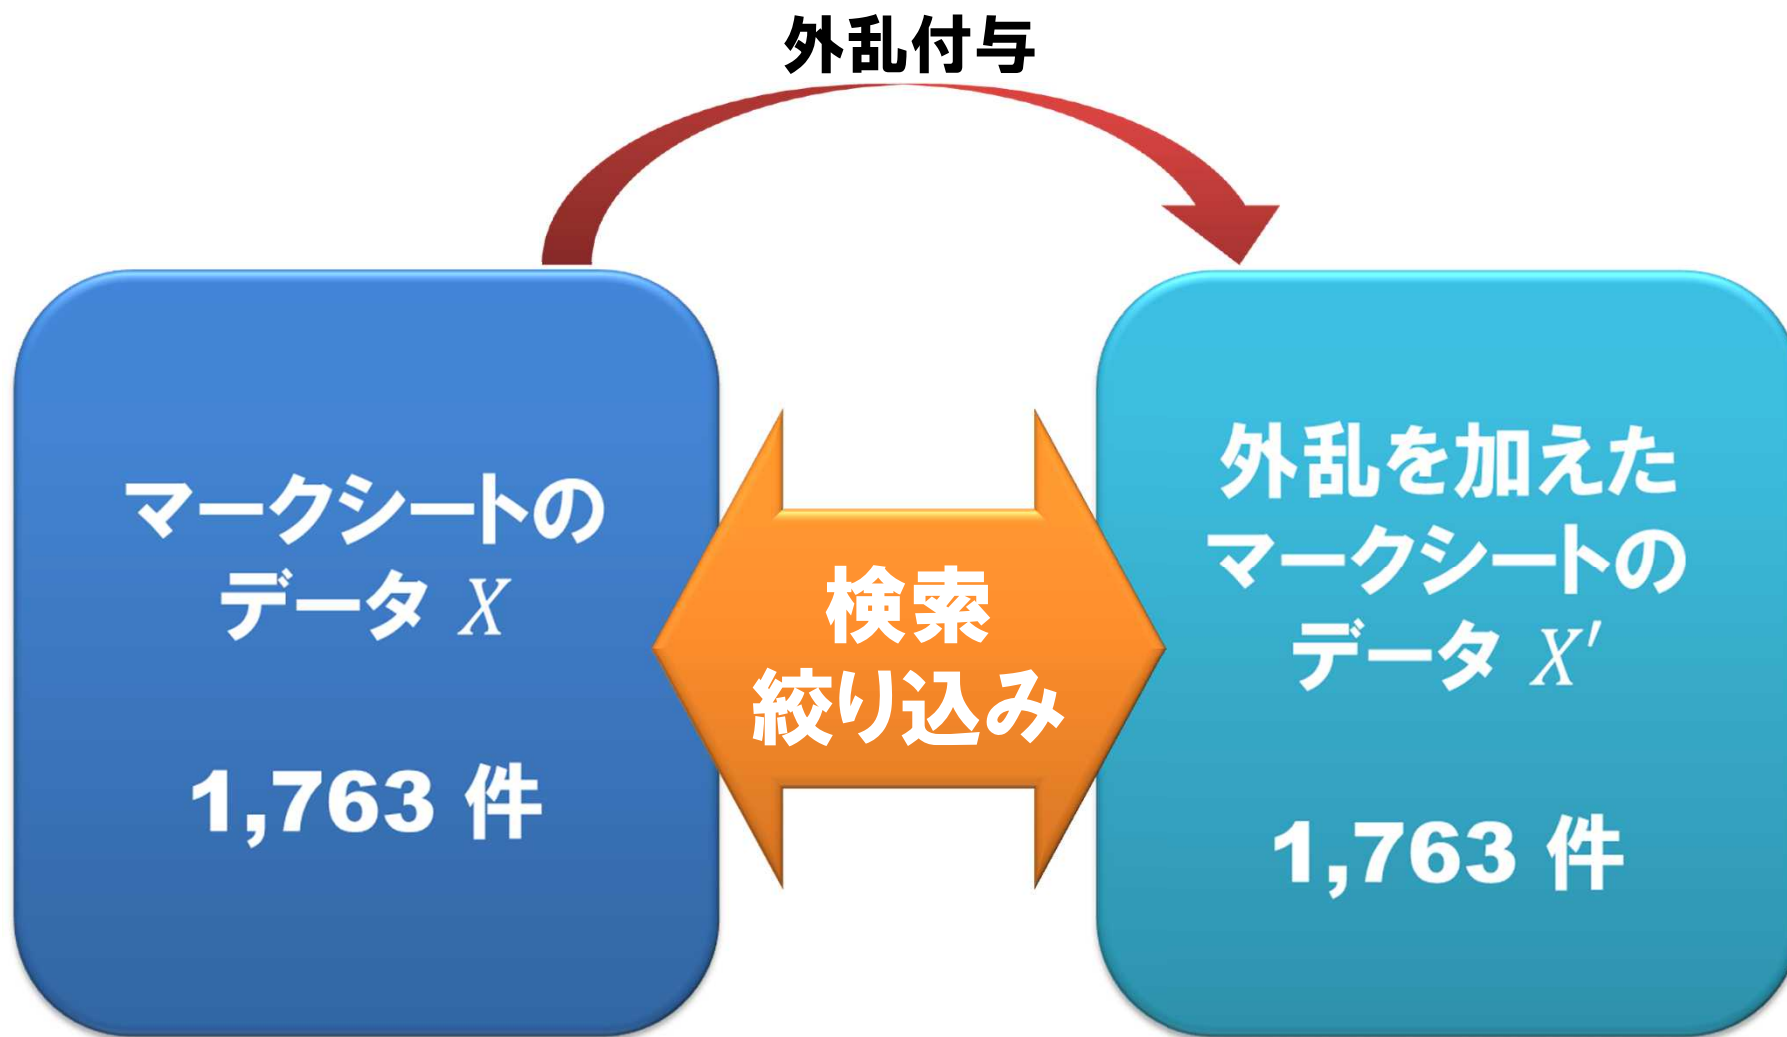 外乱付与
マークシートの
データ X
1,763 件
検索
絞り込み
外乱を加えた
マークシートの
データ X′
1,763 件